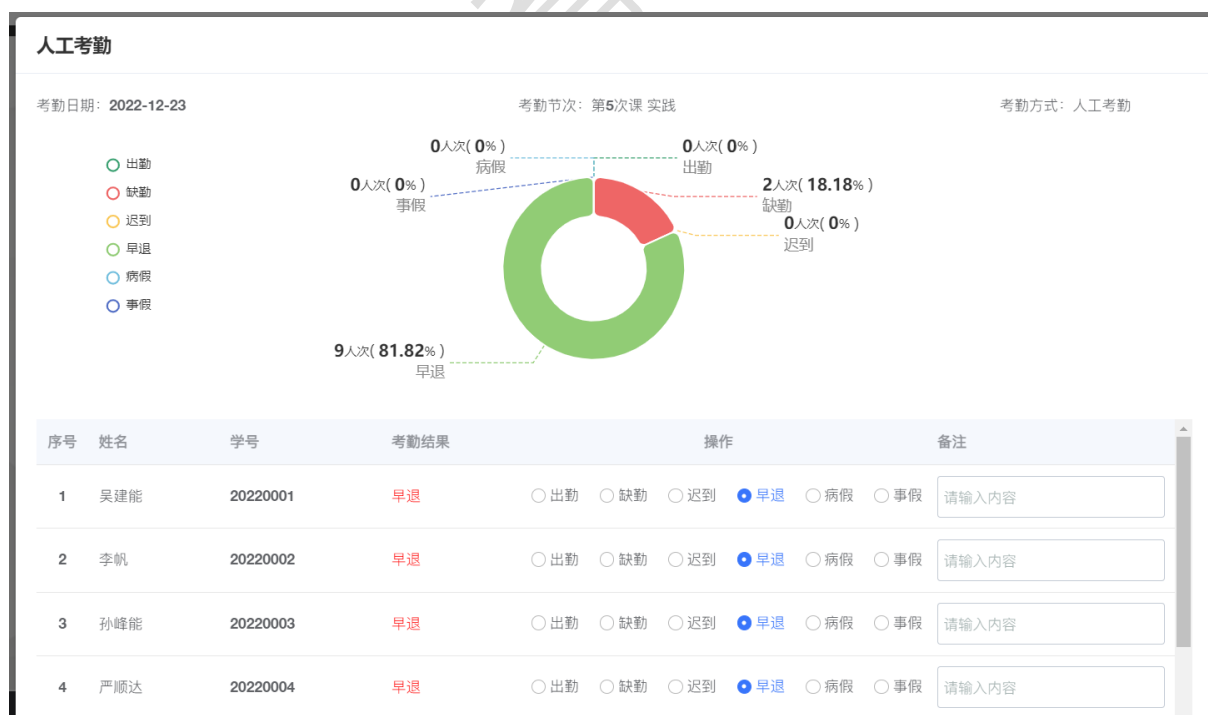 人工考勤
考勤日期：2022-12-23 考勤节次：第5次课 实践 考勤方式：人工考勤
出勤
缺勤
迟到
早退
病假
事假
0人次( 0% )
病假
0人次( 0% )
出勤
0人次( 0% )
事假
2人次( 18.18% )
缺勤
0人次( 0% )
迟到
9人次( 81.82% )
早退
序号 姓名 学号 考勤结果 操作 备注
1 吴建能 20220001 早退 出勤 缺勤 迟到 早退 病假 事假 请输入内容
2 李帆 20220002 早退 出勤 缺勤 迟到 早退 病假 事假 请输入内容
3 孙峰能 20220003 早退 出勤 缺勤 迟到 早退 病假 事假 请输入内容
4 严顺达 20220004 早退 出勤 缺勤 迟到 早退 病假 事假 请输入内容